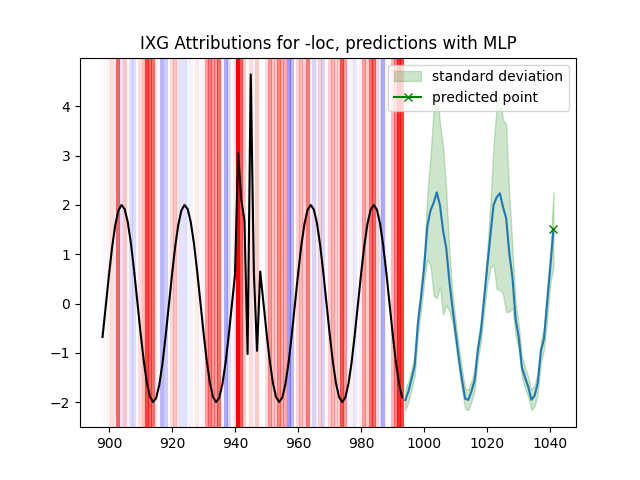 IXG Attributions for -loc, predictions with MLP
standard deviation
predicted point
4
3
2
1
0
−1
−2
900 920 940 960 980 1000 1020 1040